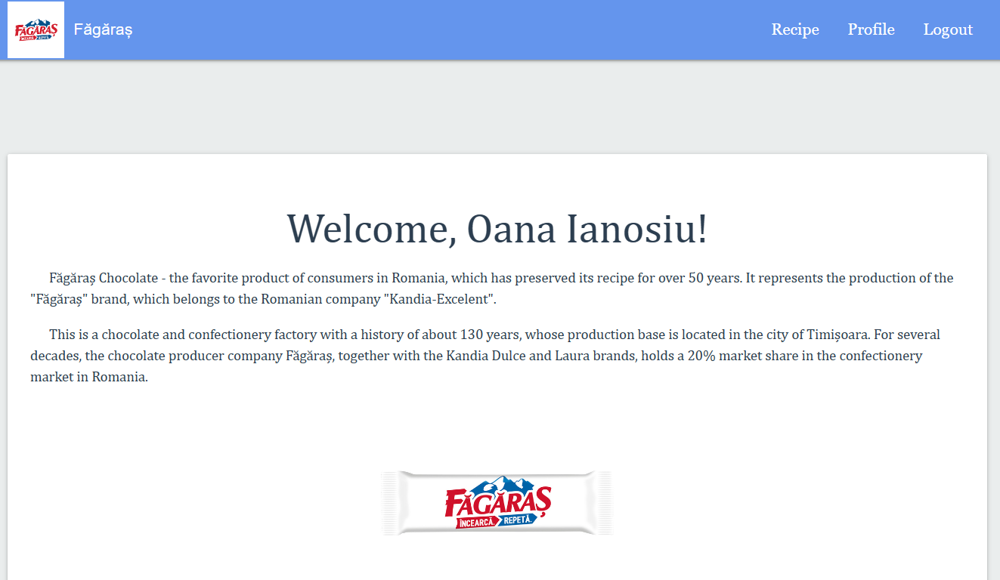 FĂGĂRAȘ
ÎNCEARCĂ. REPETĂ.
Făgăraș
Recipe Profile Logout
Welcome, Oana Ianosiu!
Făgăraș Chocolate - the favorite product of consumers in Romania, which has preserved its recipe for over 50 years. It represents the production of the
"Făgăraș" brand, which belongs to the Romanian company "Kandia-Excelent".
This is a chocolate and confectionery factory with a history of about 130 years, whose production base is located in the city of Timișoara. For several
decades, the chocolate producer company Făgăraș, together with the Kandia Dulce and Laura brands, holds a 20% market share in the confectionery
market in Romania.
FĂGĂRAȘ
ÎNCEARCĂ. REPETĂ.